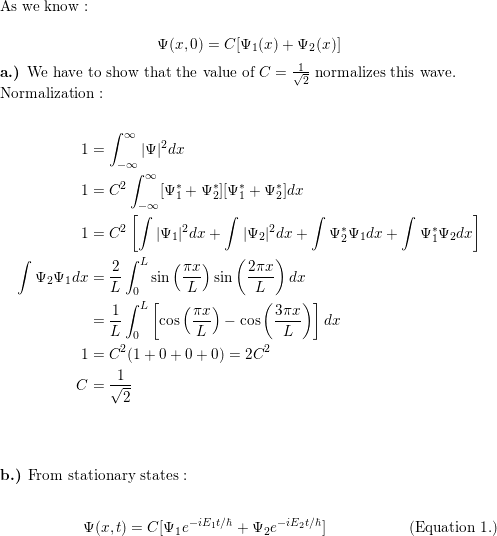 As we know :
Ψ(x, 0) = C[Ψ₁(x) + Ψ₂(x)]
a.) We have to show that the value of C = 1/√2 normalizes this wave.
Normalization :
1 = ∫_{-∞}^{∞} |Ψ|² dx
1 = C² ∫_{-∞}^{∞} [Ψ₁* + Ψ₂*][Ψ₁* + Ψ₂*] dx
1 = C² [∫ |Ψ₁|² dx + ∫ |Ψ₂|² dx + ∫ Ψ₂*Ψ₁ dx + ∫ Ψ₁*Ψ₂ dx]
∫ Ψ₂Ψ₁ dx = 2/L ∫₀^L sin (πx/L) sin (2πx/L) dx
= 1/L ∫₀^L [cos (πx/L) − cos (3πx/L)] dx
1 = C²(1 + 0 + 0 + 0) = 2C²
C = 1/√2
b.) From stationary states :
Ψ(x, t) = C[Ψ₁e^{-iE₁t/ħ} + Ψ₂e^{-iE₂t/ħ}] (Equation 1.)